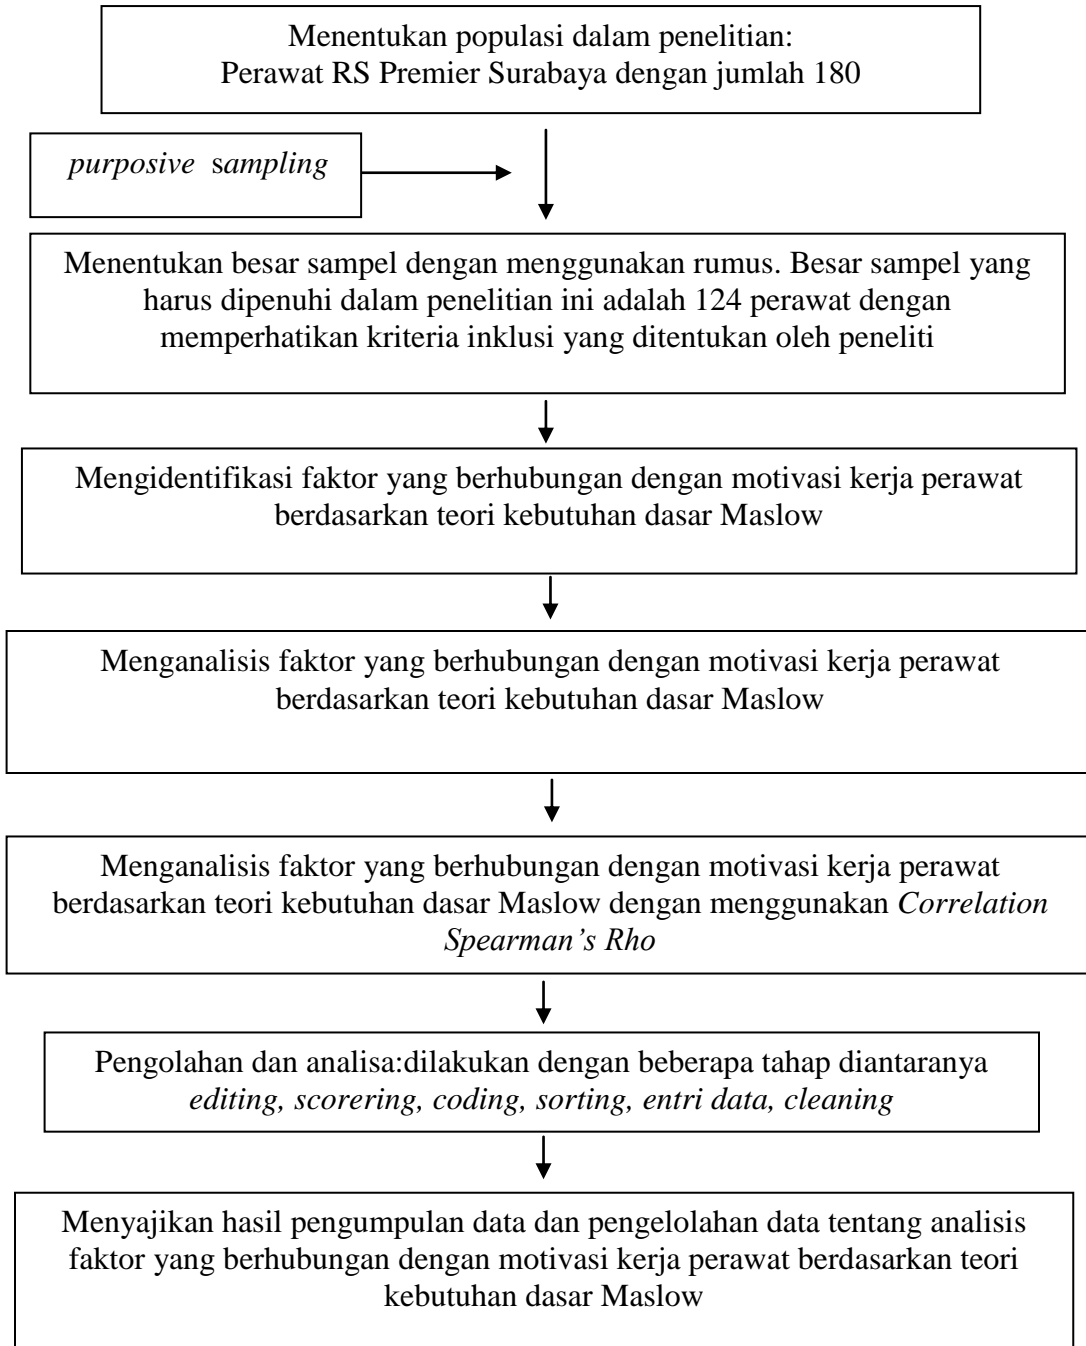 Menentukan populasi dalam penelitian:
Perawat RS Premier Surabaya dengan jumlah 180
purposive sampling
Menentukan besar sampel dengan menggunakan rumus. Besar sampel yang
harus dipenuhi dalam penelitian ini adalah 124 perawat dengan
memperhatikan kriteria inklusi yang ditentukan oleh peneliti
Mengidentifikasi faktor yang berhubungan dengan motivasi kerja perawat
berdasarkan teori kebutuhan dasar Maslow
Menganalisis faktor yang berhubungan dengan motivasi kerja perawat
berdasarkan teori kebutuhan dasar Maslow
Menganalisis faktor yang berhubungan dengan motivasi kerja perawat
berdasarkan teori kebutuhan dasar Maslow dengan menggunakan Correlation
Spearman’s Rho
Pengolahan dan analisa:dilakukan dengan beberapa tahap diantaranya
editing, scorering, coding, sorting, entri data, cleaning
Menyajikan hasil pengumpulan data dan pengelolahan data tentang analisis
faktor yang berhubungan dengan motivasi kerja perawat berdasarkan teori
kebutuhan dasar Maslow